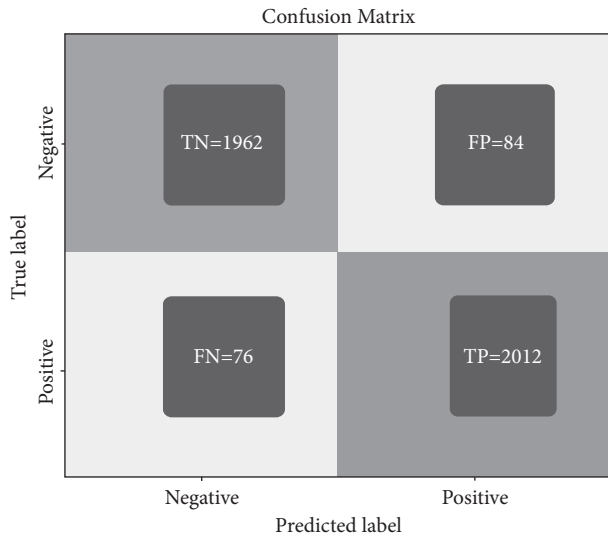 Confusion Matrix
True label
Negative
TN=1962
FP=84
Positive
FN=76
TP=2012
Negative
Positive
Predicted label